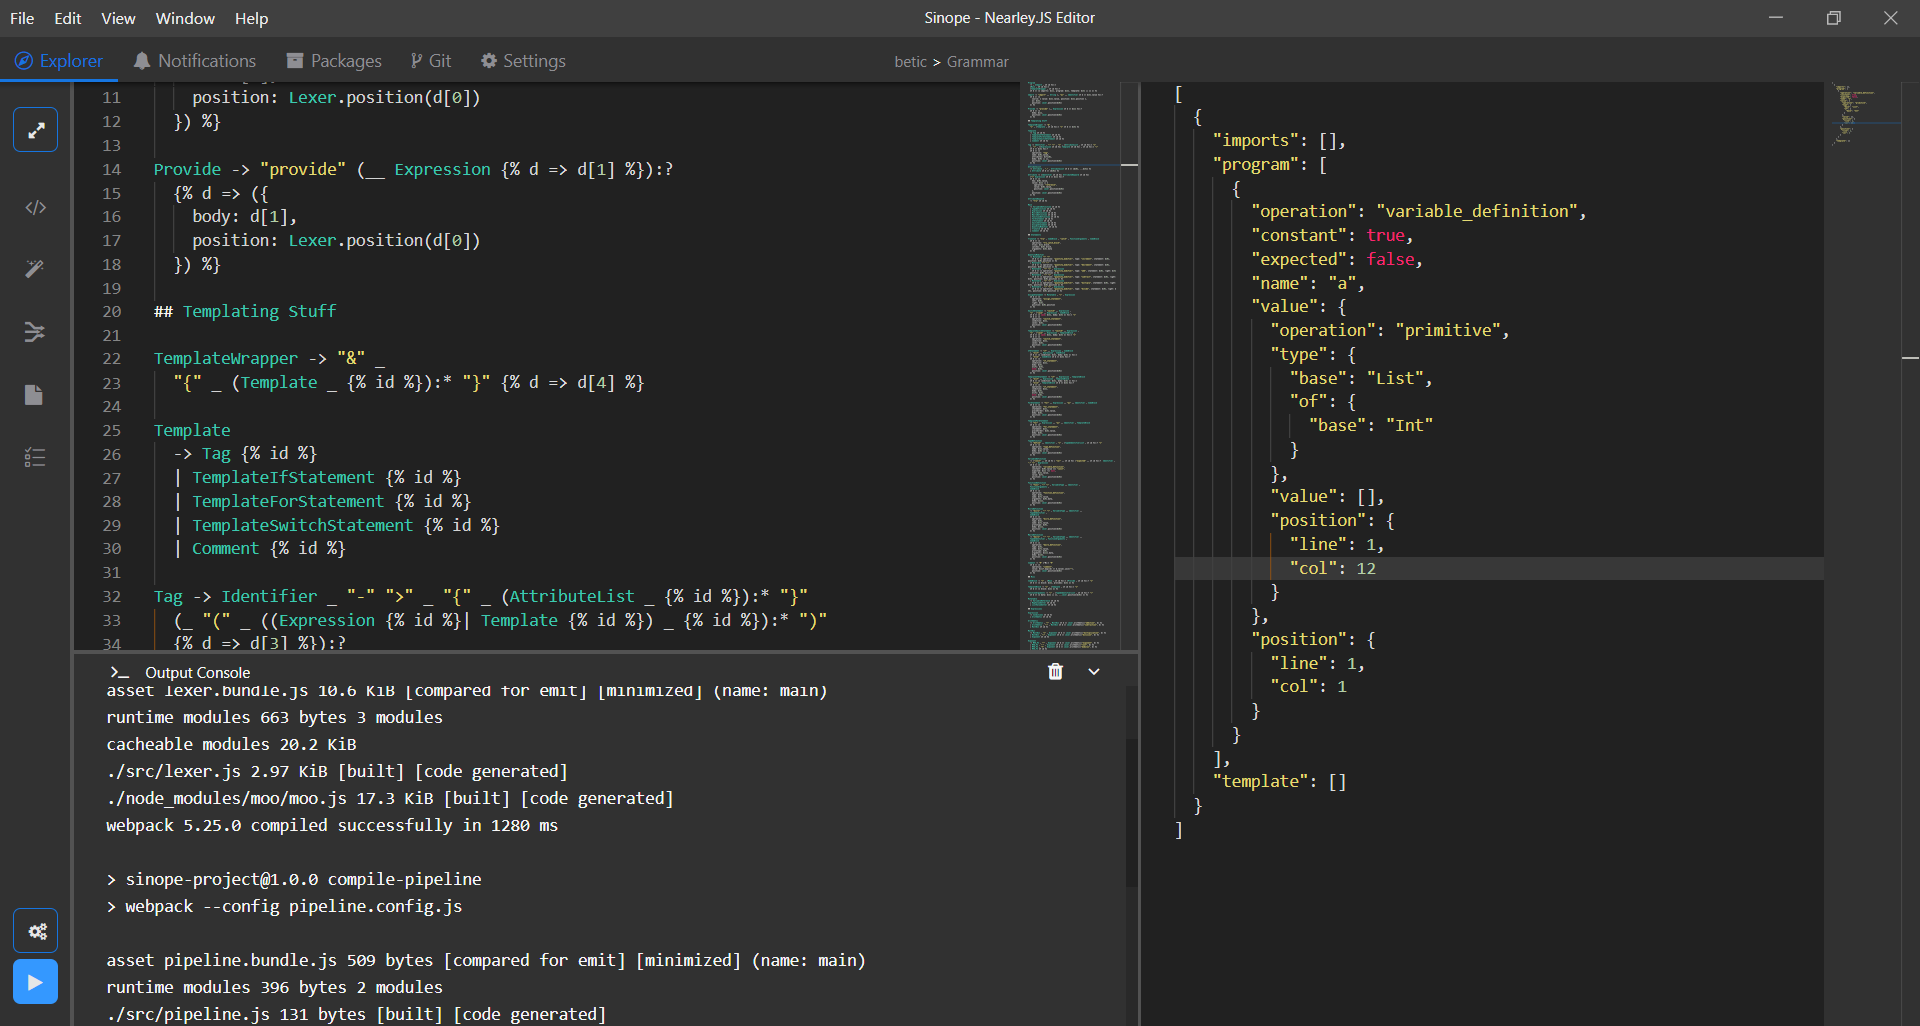 File Edit View Window Help
Sinope - Nearley.JS Editor
Explorer Notifications Packages Git Settings
betic > Grammar
11 position: Lexer.position(d[0])
12 }) %}
13
14 Provide -> "provide" (__ Expression {% d => d[1] %}):?
15 {% d => ({
16 body: d[1],
17 position: Lexer.position(d[0])
18 }) %}
19
20 ## Templating Stuff
21
22 TemplateWrapper -> "&" _
23 "{" _ (Template _ {% id %}):* "}" {% d => d[4] %}
24
25 Template
26 -> Tag {% id %}
27 | TemplateIfStatement {% id %}
28 | TemplateForStatement {% id %}
29 | TemplateSwitchStatement {% id %}
30 | Comment {% id %}
31
32 Tag -> Identifier _ "-" ">" _ "{" _ (AttributeList _ {% id %}):* "}"
33 (_ "(" _ ((Expression {% id %}| Template {% id %}) _ {% id %}):* ")"
34 {% d => d[3] %}):?
[
{
"imports": [],
"program": [
{
"operation": "variable_definition",
"constant": true,
"expected": false,
"name": "a",
"value": {
"operation": "primitive",
"type": {
"base": "List",
"of": {
"base": "Int"
}
},
"value": [],
"position": {
"line": 1,
"col": 12
}
},
"position": {
"line": 1,
"col": 1
}
}
],
"template": []
}
]
Output Console
asset lexer.bundle.js 10.6 KiB [compared for emit] [minimized] (name: main)
runtime modules 663 bytes 3 modules
cacheable modules 20.2 KiB
./src/lexer.js 2.97 KiB [built] [code generated]
./node_modules/moo/moo.js 17.3 KiB [built] [code generated]
webpack 5.25.0 compiled successfully in 1280 ms
> sinope-project@1.0.0 compile-pipeline
> webpack --config pipeline.config.js
asset pipeline.bundle.js 509 bytes [compared for emit] [minimized] (name: main)
runtime modules 396 bytes 2 modules
./src/pipeline.js 131 bytes [built] [code generated]